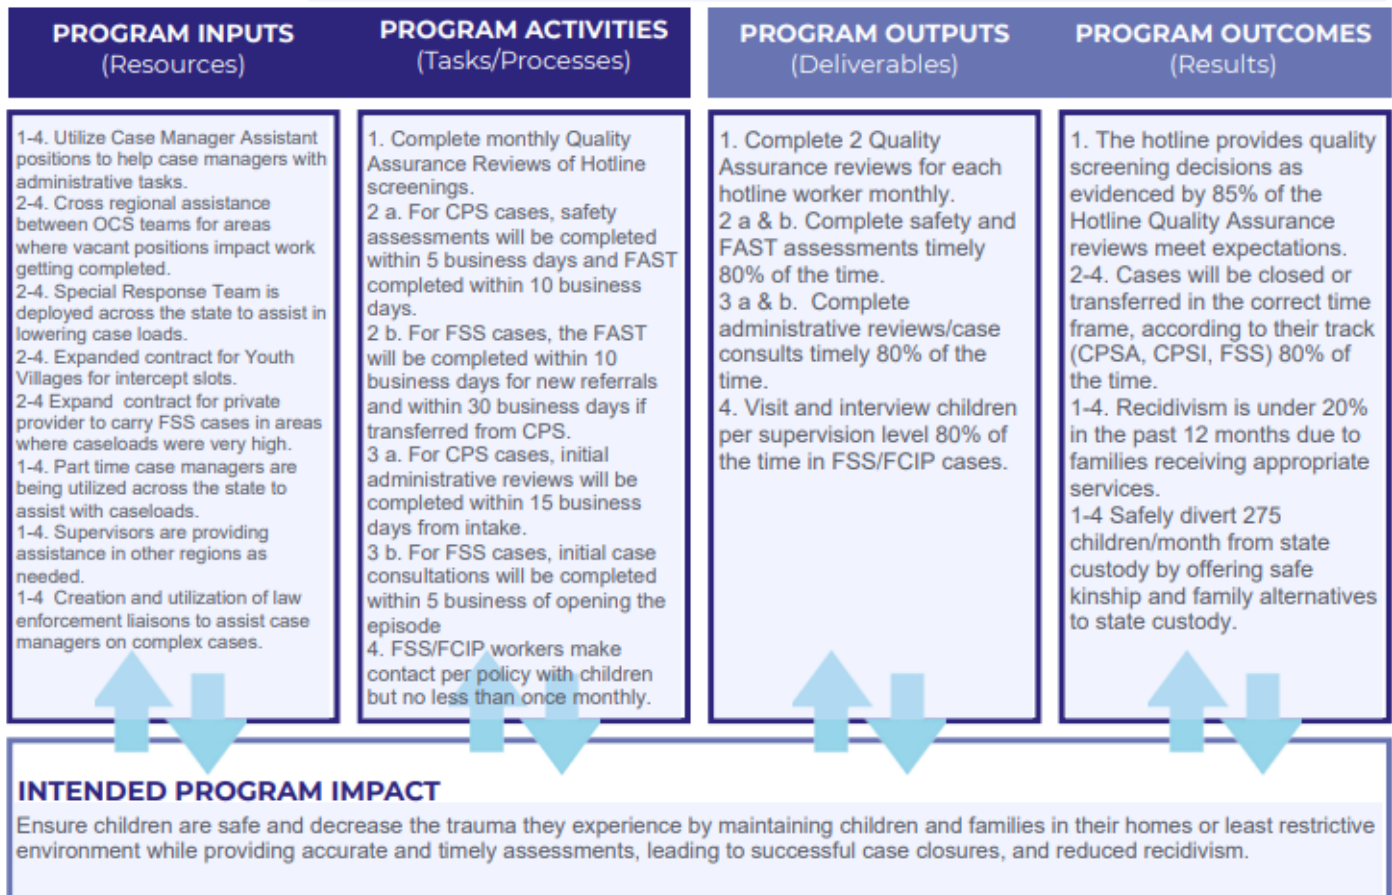 PROGRAM INPUTS
(Resources)
1-4. Utilize Case Manager Assistant
positions to help case managers with
administrative tasks.
2-4. Cross regional assistance
between OCS teams for areas
where vacant positions impact work
getting completed.
2-4. Special Response Team is
deployed across the state to assist in
lowering case loads.
2-4. Expanded contract for Youth
Villages for intercept slots.
2-4 Expand contract for private
provider to carry FSS cases in areas
where caseloads were very high.
1-4. Part time case managers are
being utilized across the state to
assist with caseloads.
1-4. Supervisors are providing
assistance in other regions as
needed.
1-4 Creation and utilization of law
enforcement liaisons to assist case
managers on complex cases.
PROGRAM ACTIVITIES
(Tasks/Processes)
1. Complete monthly Quality
Assurance Reviews of Hotline
screenings.
2 a. For CPS cases, safety
assessments will be completed
within 5 business days and FAST
completed within 10 business
days.
2 b. For FSS cases, the FAST
will be completed within 10
business days for new referrals
and within 30 business days if
transferred from CPS.
3 a. For CPS cases, initial
administrative reviews will be
completed within 15 business
days from intake.
3 b. For FSS cases, initial case
consultations will be completed
within 5 business of opening the
episode
4. FSS/FCIP workers make
contact per policy with children
but no less than once monthly.
PROGRAM OUTPUTS
(Deliverables)
1. Complete 2 Quality
Assurance reviews for each
hotline worker monthly.
2 a & b. Complete safety and
FAST assessments timely
80% of the time.
3 a & b. Complete
administrative reviews/case
consults timely 80% of the
time.
4. Visit and interview children
per supervision level 80% of
the time in FSS/FCIP cases.
PROGRAM OUTCOMES
(Results)
1. The hotline provides quality
screening decisions as
evidenced by 85% of the
Hotline Quality Assurance
reviews meet expectations.
2-4. Cases will be closed or
transferred in the correct time
frame, according to their track
(CPSA, CPSI, FSS) 80% of
the time.
1-4. Recidivism is under 20%
in the past 12 months due to
families receiving appropriate
services.
1-4 Safely divert 275
children/month from state
custody by offering safe
kinship and family alternatives
to state custody.
INTENDED PROGRAM IMPACT
Ensure children are safe and decrease the trauma they experience by maintaining children and families in their homes or least restrictive
environment while providing accurate and timely assessments, leading to successful case closures, and reduced recidivism.